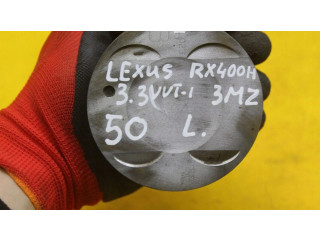 LEXUS RX400H
3.3VVT-i 3MZ
50 L.